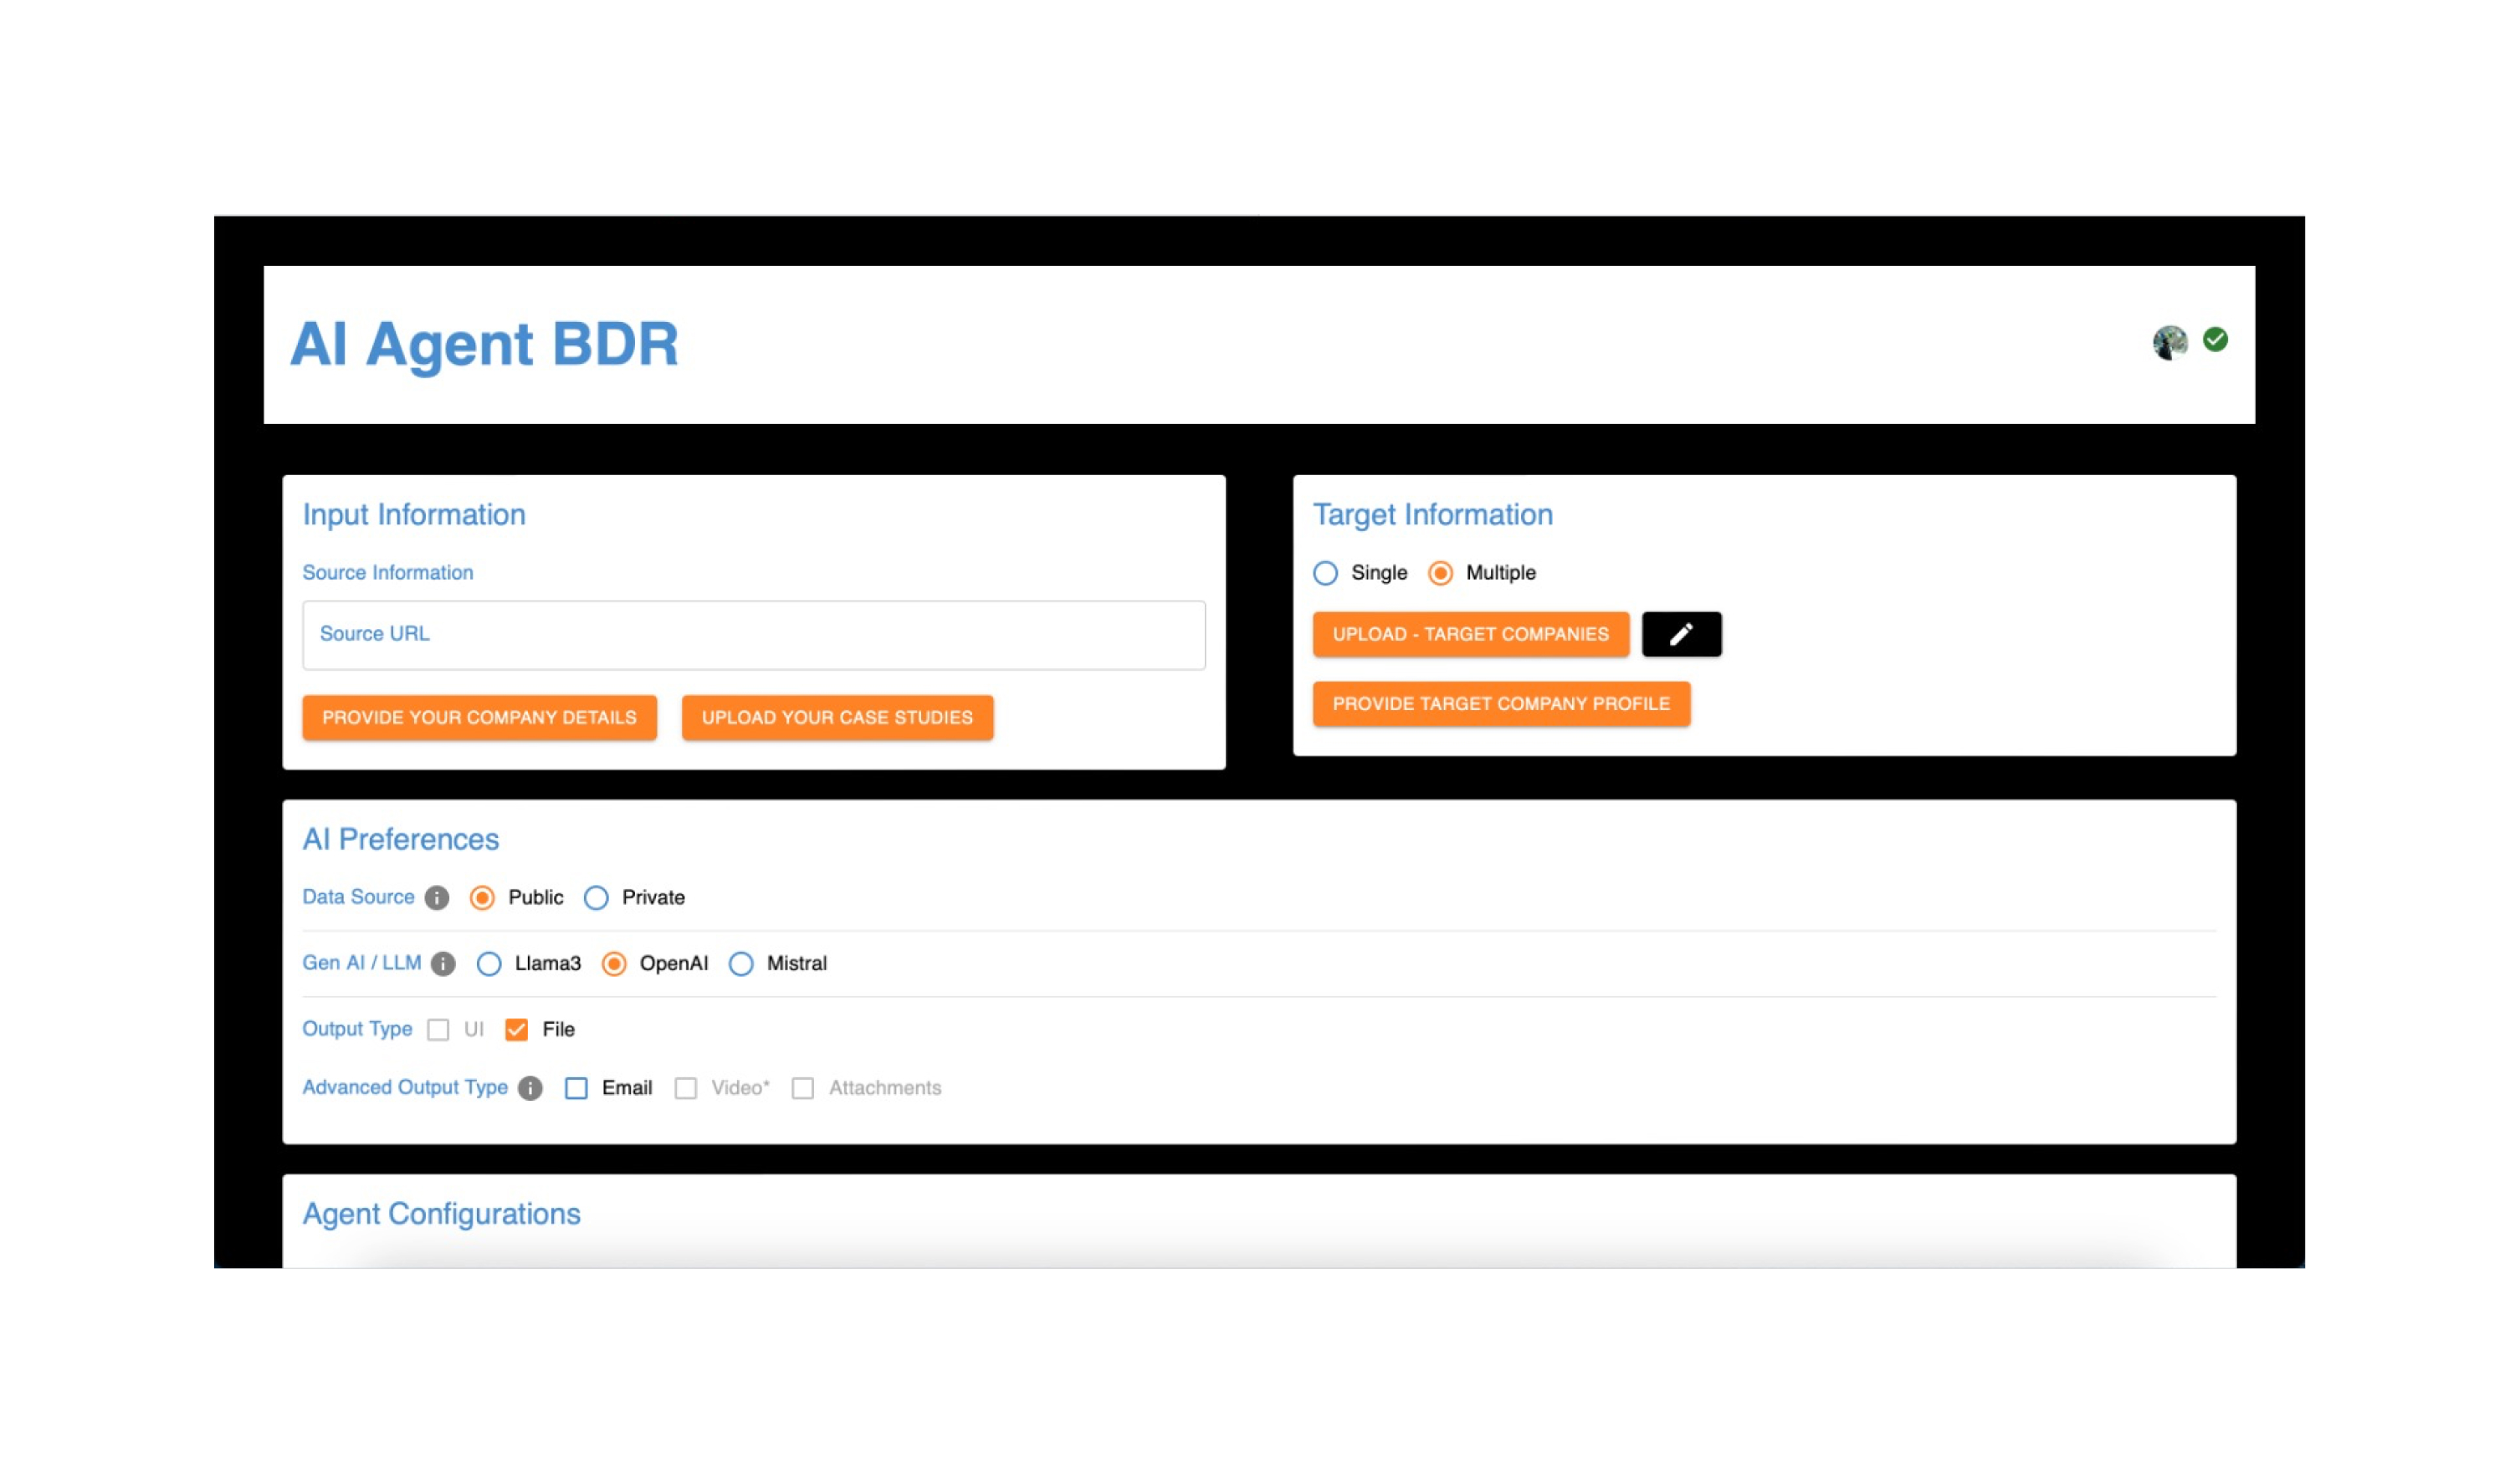 AI Agent BDR
Input Information
Source Information
Source URL
PROVIDE YOUR COMPANY DETAILS UPLOAD YOUR CASE STUDIES
Target Information
Single Multiple
UPLOAD - TARGET COMPANIES
PROVIDE TARGET COMPANY PROFILE
AI Preferences
Data Source i Public Private
Gen AI / LLM i Llama3 OpenAI Mistral
Output Type UI File
Advanced Output Type i Email Video* Attachments
Agent Configurations